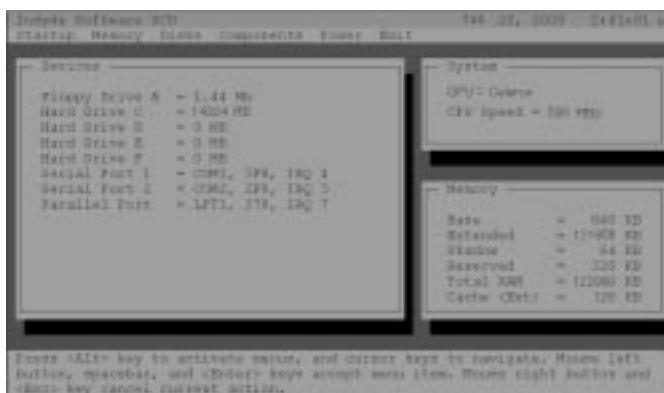 Insyde Software SCU
Startup Memory Disks Components Power Exit
Devices
Floppy Drive A = 1.44 Mb
Hard Drive C = MB
Hard Drive D = 0 MB
Hard Drive E = 0 MB
Hard Drive F = 0 MB
Serial Port 1 = COM1, 3F8, IRQ 4
Serial Port 2 = COM2, 2F8, IRQ 3
Parallel Port = LPT1, 378, IRQ 7
System
CPU=
CPU Speed = MHz
Memory
Base = 640 KB
Extended = KB
Shadow = 64 KB
Reserved = 320 KB
Total RAM = KB
Cache (Ext) = 128 KB
Press <Alt> key to activate menus, and cursor keys to navigate. Mouse left
button, spacebar, and <Enter> keys accept menu item. Mouse right button and
<Esc> key cancel current action.